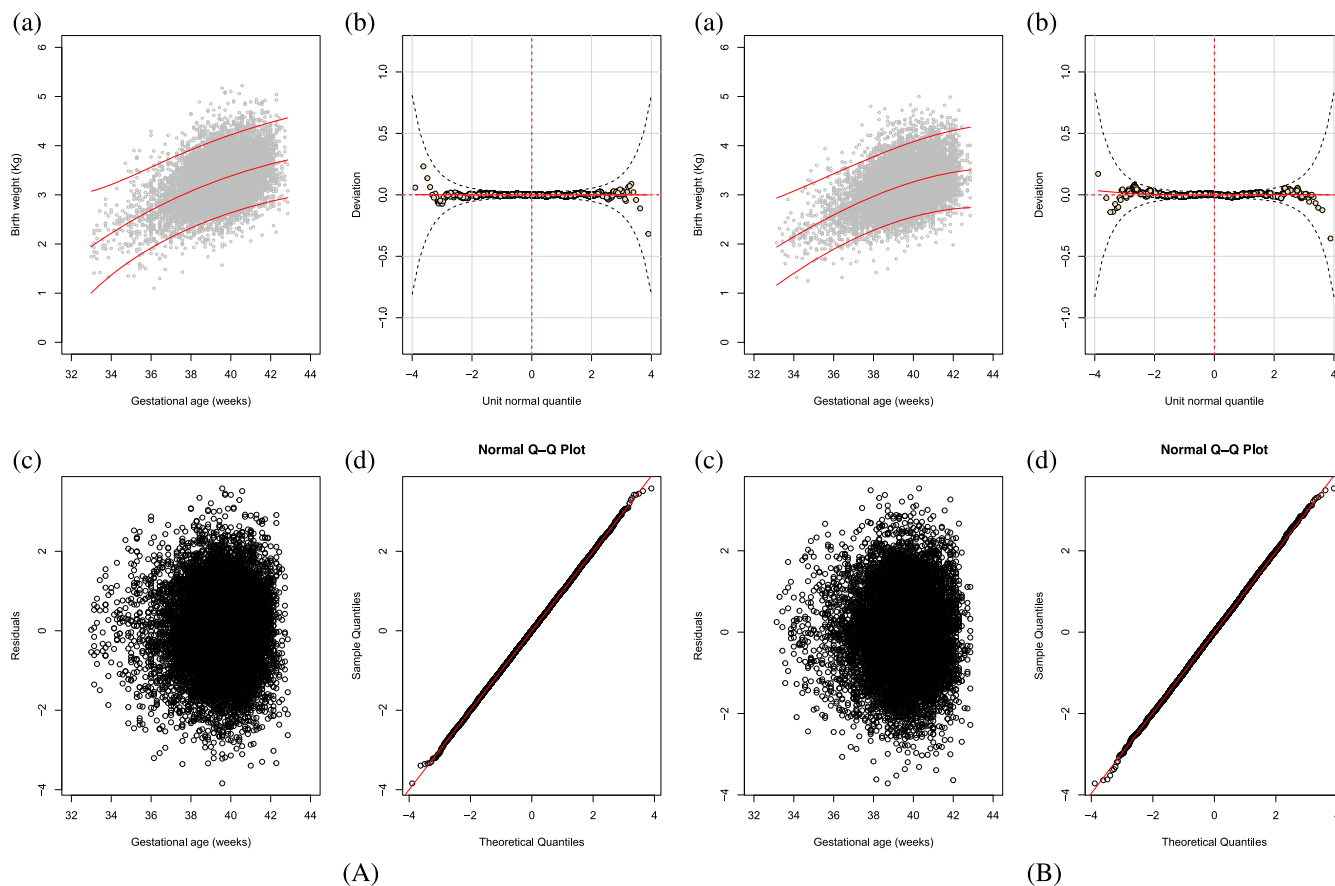 (a)
Birth weight (Kg)
6
5
4
3
2
1
0
32 34 36 38 40 42 44
Gestational age (weeks)
(b)
Deviation
1.0
0.5
0.0
−0.5
−1.0
−4 −2 0 2 4
Unit normal quantile
(c)
Residuals
2
0
−2
−4
32 34 36 38 40 42 44
Gestational age (weeks)
(d)
Normal Q−Q Plot
Sample Quantiles
2
0
−2
−4
−4 −2 0 2 4
Theoretical Quantiles
(A)
(a)
Birth weight (Kg)
6
5
4
3
2
1
0
32 34 36 38 40 42 44
Gestational age (weeks)
(b)
Deviation
1.0
0.5
0.0
−0.5
−1.0
−4 −2 0 2 4
Unit normal quantile
(c)
Residuals
2
0
−2
−4
32 34 36 38 40 42 44
Gestational age (weeks)
(d)
Normal Q−Q Plot
Sample Quantiles
2
0
−2
−4
−4 −2 0 2
Theoretical Quantiles
(B)